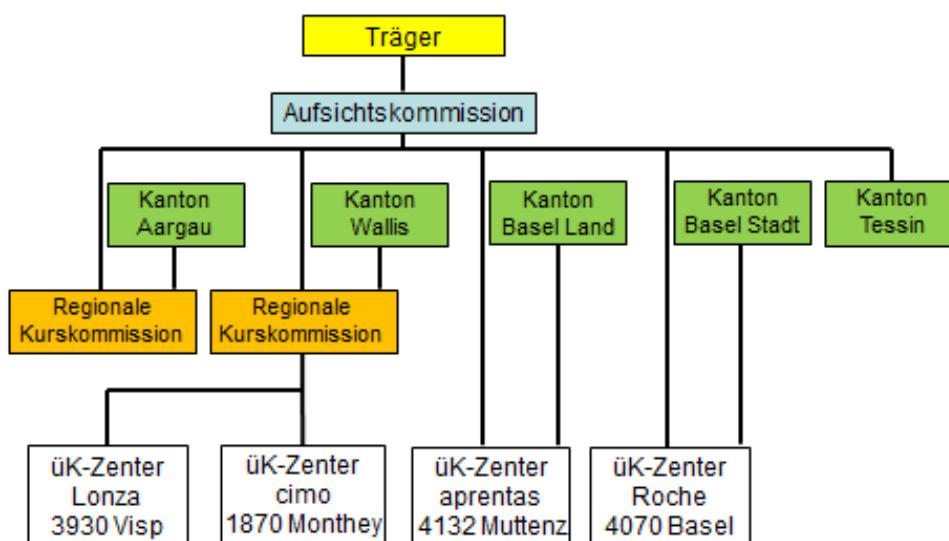 Träger
Aufsichtskommission
Kanton
Aargau
Kanton
Wallis
Kanton
Basel Land
Kanton
Basel Stadt
Kanton
Tessin
Regionale
Kurskommission
Regionale
Kurskommission
üK-Zenter
Lonza
3930 Visp
üK-Zenter
cimo
1870 Monthey
üK-Zenter
aprentas
4132 Muttenz
üK-Zenter
Roche
4070 Basel